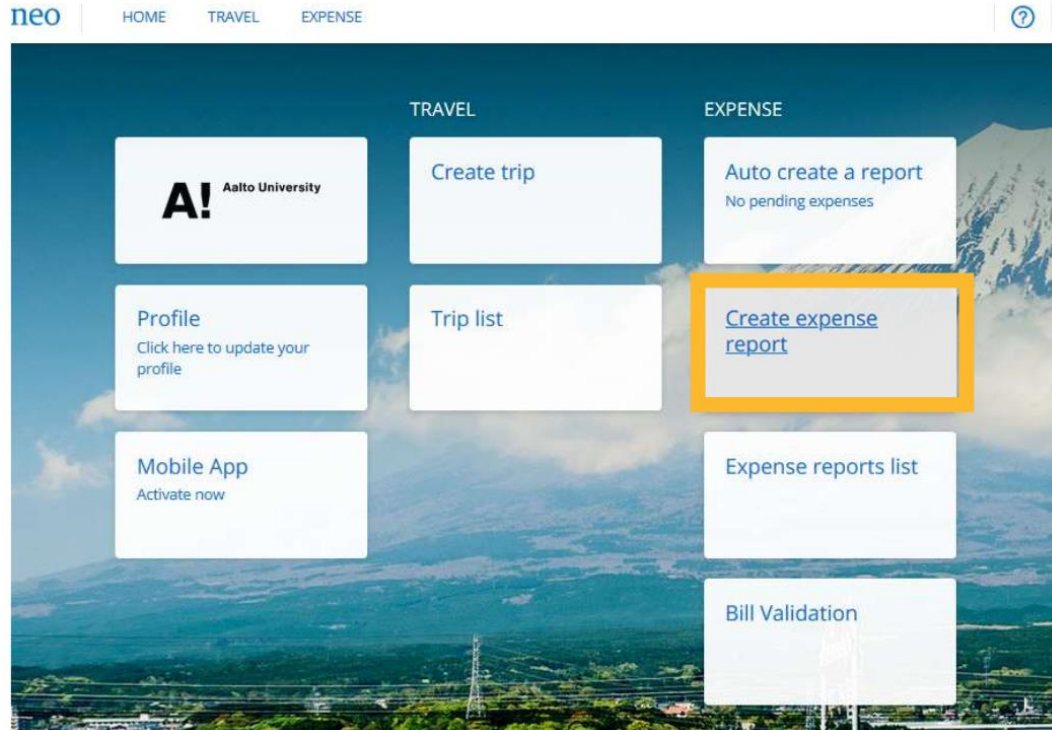 neo
HOME
TRAVEL
EXPENSE
?
TRAVEL
EXPENSE
A! Aalto University
Create trip
Auto create a report
No pending expenses
Profile
Click here to update your
profile
Trip list
Create expense
report
Mobile App
Activate now
Expense reports list
Bill Validation